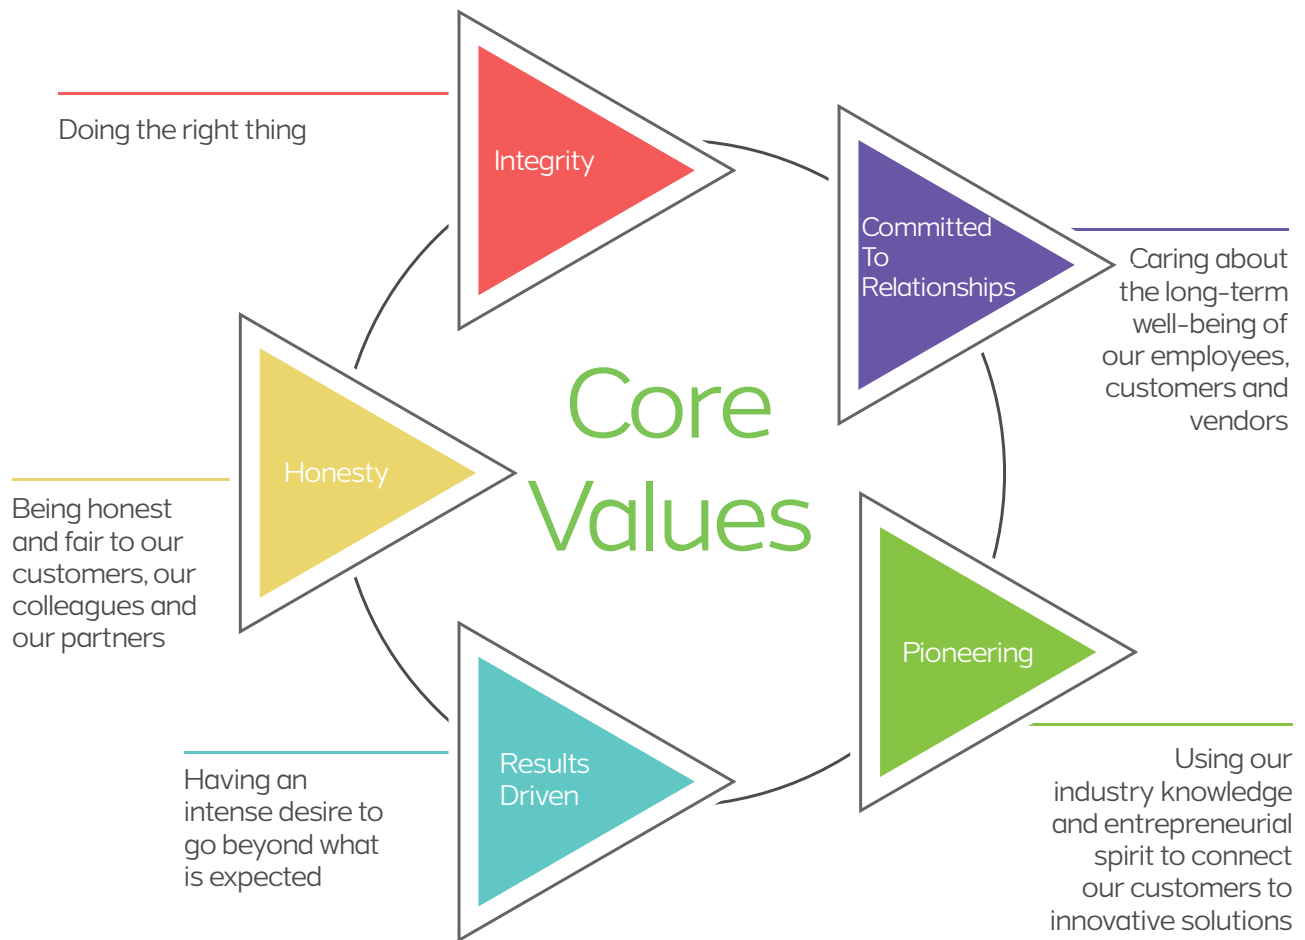 Doing the right thing
Integrity
Committed
To
Relationships
Caring about
the long-term
well-being of
our employees,
customers and
vendors
Core
Values
Honesty
Being honest
and fair to our
customers, our
colleagues and
our partners
Pioneering
Using our
industry knowledge
and entrepreneurial
spirit to connect
our customers to
innovative solutions
Results
Driven
Having an
intense desire to
go beyond what
is expected